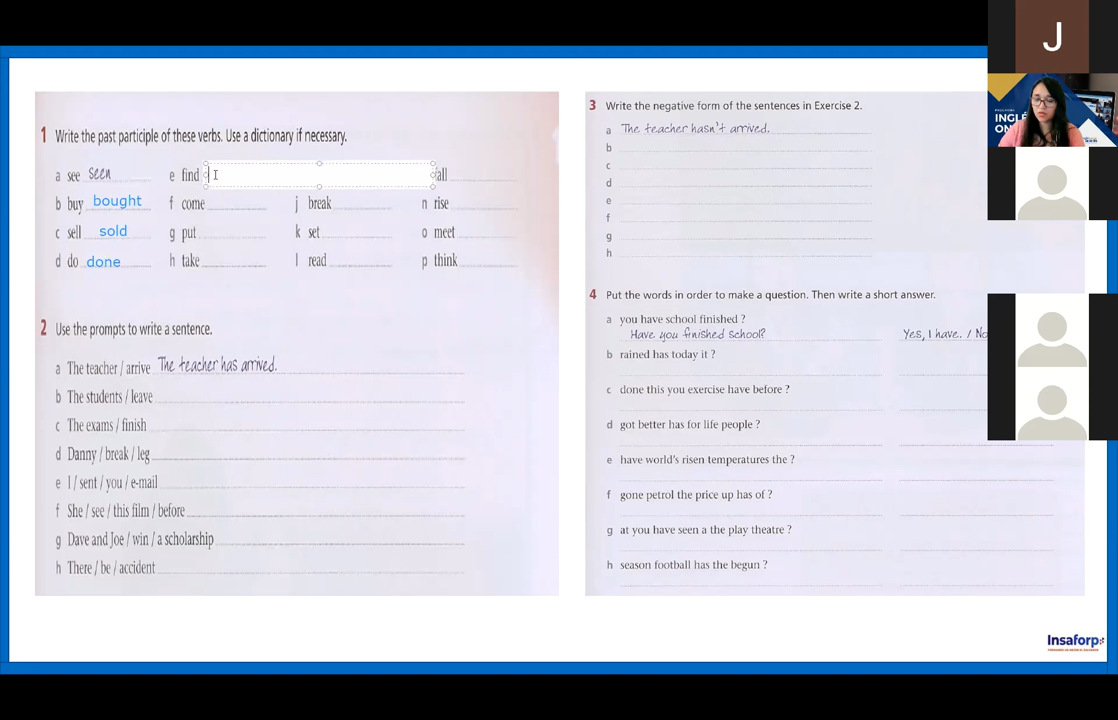 1 Write the past participle of these verbs. Use a dictionary if necessary.
a see seen
b buy bought
c sell sold
d do done
e find
f come
g put
h take
j break
k set
l read
n rise
o meet
p think
2 Use the prompts to write a sentence.
a The teacher / arrive The teacher has arrived.
b The students / leave
c The exams / finish
d Danny / break / leg
e I / sent / you / e-mail
f She / see / this film / before
g Dave and Joe / win / a scholarship
h There / be / accident
3 Write the negative form of the sentences in Exercise 2.
a The teacher hasn't arrived.
b
c
d
e
f
g
h
4 Put the words in order to make a question. Then write a short answer.
a you have school finished ?
Have you finished school? Yes, I have. / No
b rained has today it ?
c done this you exercise have before ?
d got better has for life people ?
e have world's risen temperatures the ?
f gone petrol the price up has of ?
g at you have seen a the play theatre ?
h season football has the begun ?
J
INGLÉ
ON
Insaforp